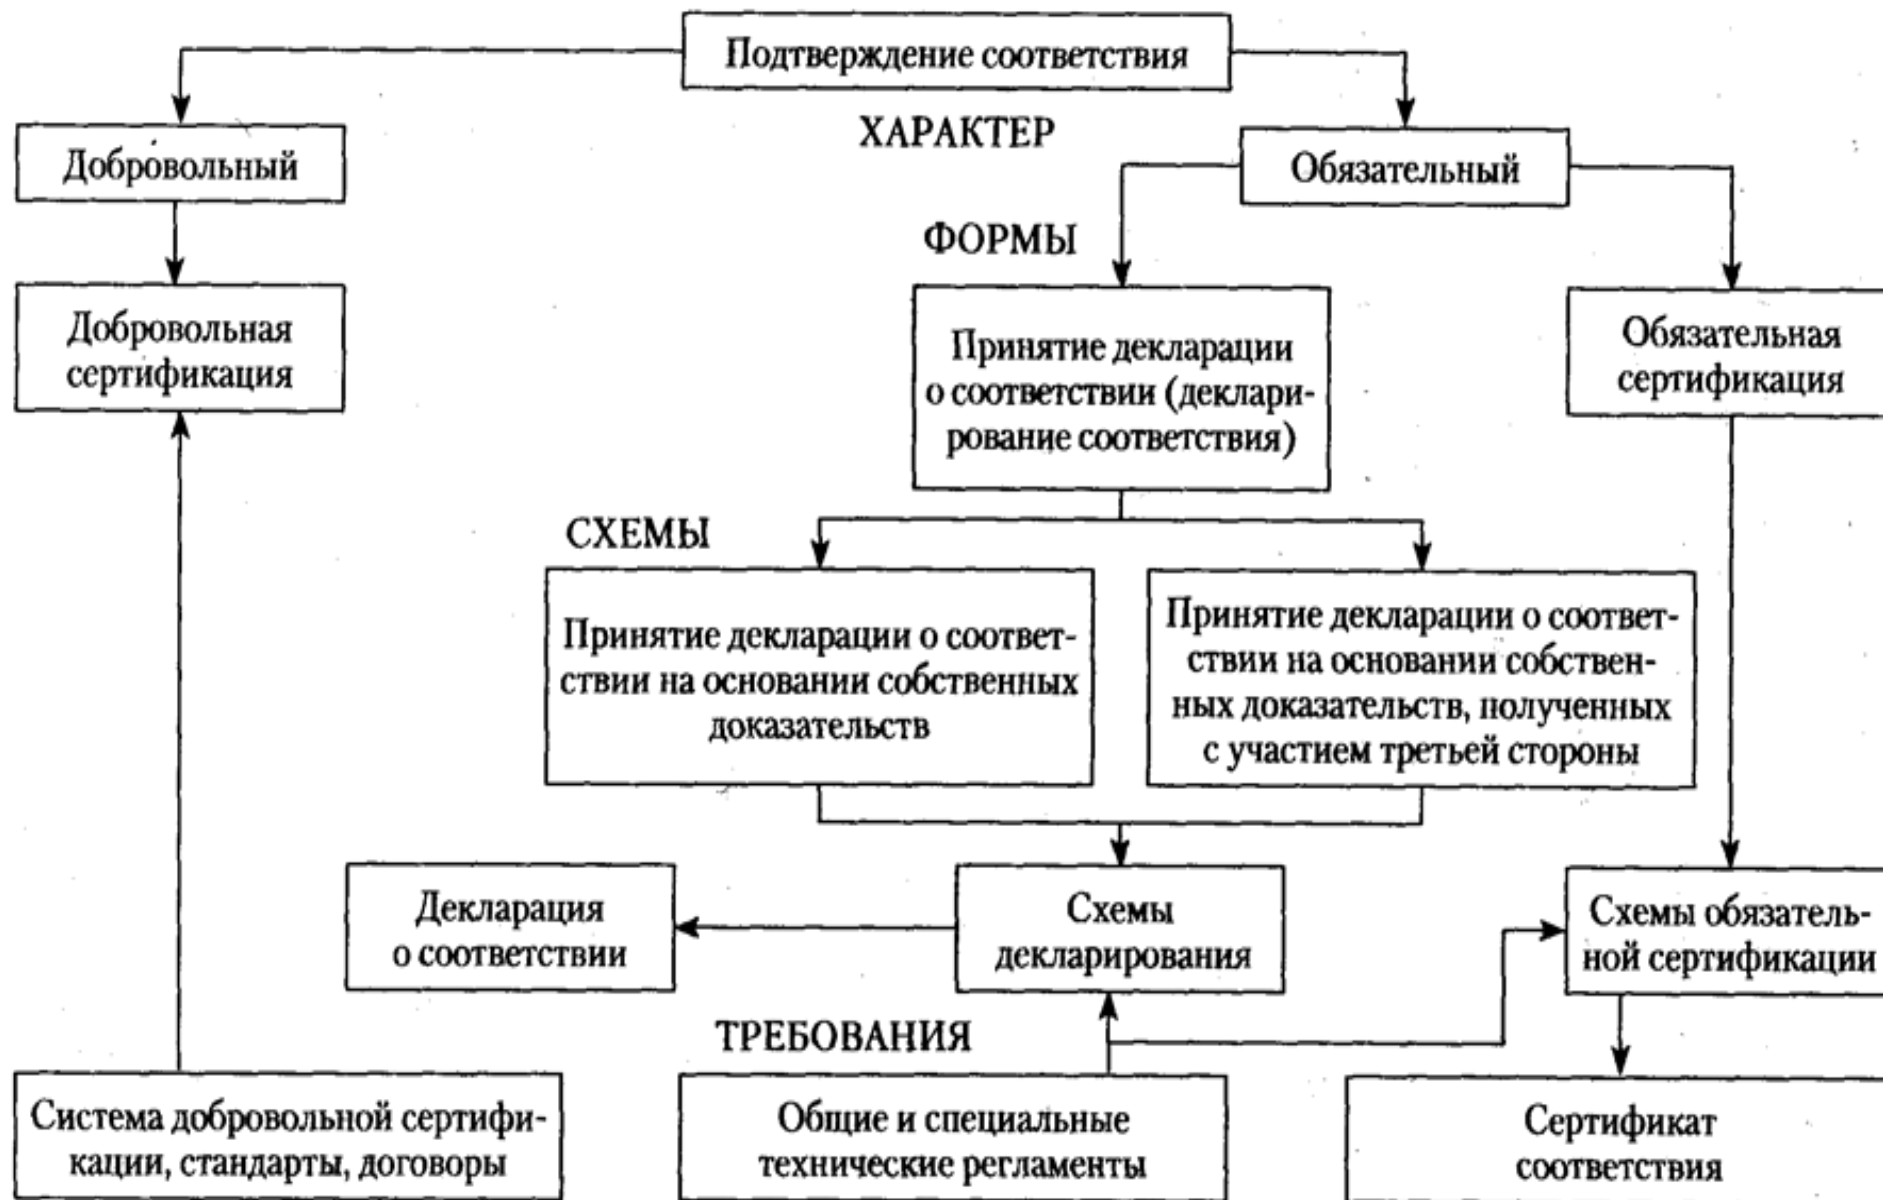 Подтверждение соответствия
ХАРАКТЕР
Добровольный
Обязательный
ФОРМЫ
Добровольная
сертификация
Принятие декларации
о соответствии (деклари-
рование соответствия)
Обязательная
сертификация
СХЕМЫ
Принятие декларации о соответ-
ствии на основании собственных
доказательств
Принятие декларации о соответ-
ствии на основании собствен-
ных доказательств, полученных
с участием третьей стороны
Декларация
о соответствии
Схемы
декларирования
Схемы обязатель-
ной сертификации
ТРЕБОВАНИЯ
Система добровольной сертифи-
кации, стандарты, договоры
Общие и специальные
технические регламенты
Сертификат
соответствия